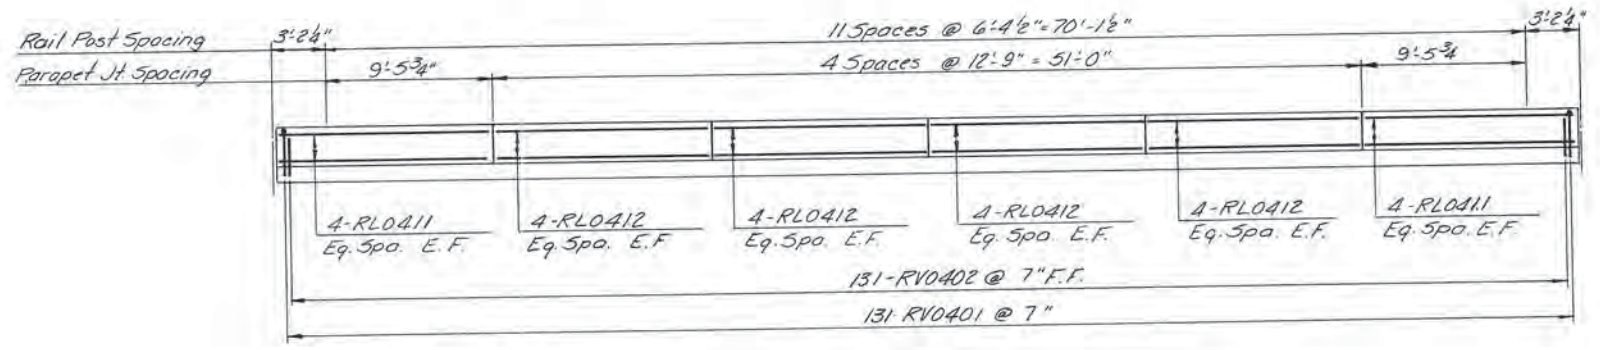 Rail Post Spacing 3'-2¼" 11 Spaces @ 6'-4½"=70'-1½" 3'-2¼"
Parapet Jt. Spacing 9'-5¾" 4 Spaces @ 12'-9" = 51'-0" 9'-5¾
4-RL0411 4-RL0412 4-RL0412 4-RL0412 4-RL0412 4-RL0411
Eq. Spa. E.F. Eq. Spa. E.F. Eq. Spa. E.F. Eq. Spa. E.F. Eq. Spa. E.F. Eq. Spa. E.F.
131-RV0402 @ 7" F.F.
131-RV0401 @ 7"